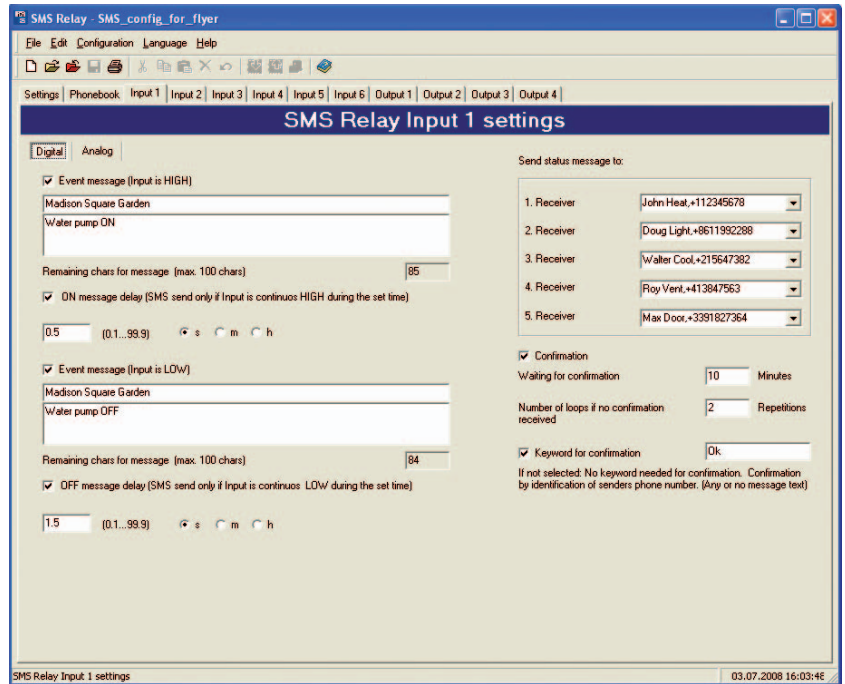 SMS Relay - SMS_config_for_flyer
File Edit Configuration Language Help
Settings Phonebook Input 1 Input 2 Input 3 Input 4 Input 5 Input 6 Output 1 Output 2 Output 3 Output 4
SMS Relay Input 1 settings
Digital Analog
Event message (Input is HIGH)
Madison Square Garden
Water pump ON
Remaining chars for message (max. 100 chars) 85
ON message delay (SMS send only if Input is continuos HIGH during the set time)
0.5 (0.1...99.9) s m h
Event message (Input is LOW)
Madison Square Garden
Water pump OFF
Remaining chars for message (max. 100 chars) 84
OFF message delay (SMS send only if Input is continuos LOW during the set time)
1.5 (0.1...99.9) s m h
Send status message to:
1. Receiver John Heat,+112345678
2. Receiver Doug Light,+8611992288
3. Receiver Walter Cool,+215647382
4. Receiver Roy Vent,+413847563
5. Receiver Max Door,+3391827364
Confirmation
Waiting for confirmation 10 Minutes
Number of loops if no confirmation
received 2 Repetitions
Keyword for confirmation Ok
If not selected: No keyword needed for confirmation. Confirmation
by identification of senders phone number. (Any or no message text)
SMS Relay Input 1 settings
03.07.2008 16:03:48